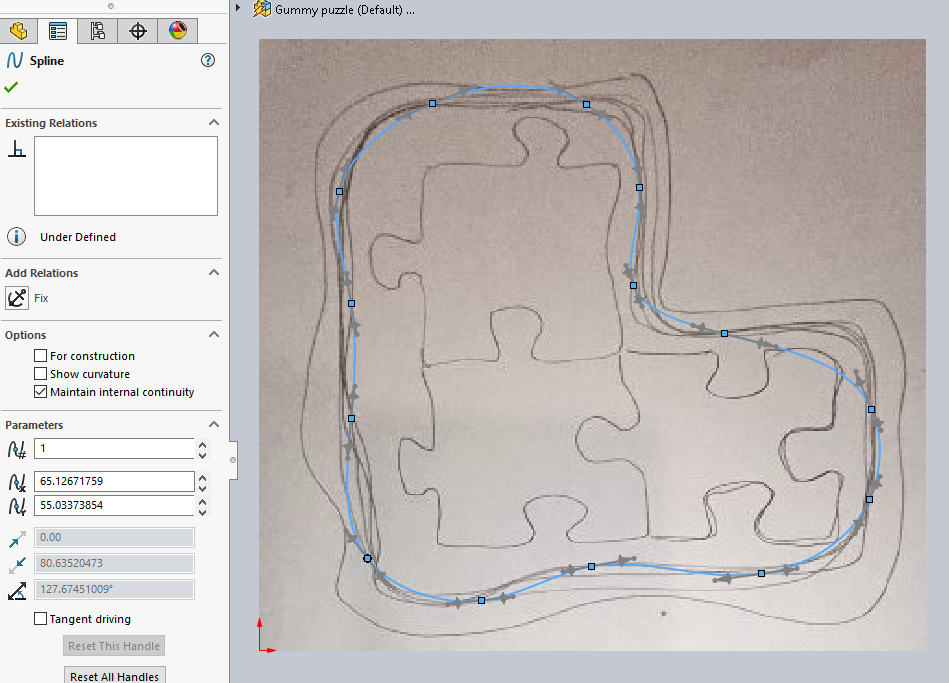 Gummy puzzle (Default) ...
Spline
Existing Relations
Under Defined
Add Relations
Fix
Options
For construction
Show curvature
Maintain internal continuity
Parameters
1
65.12671759
55.03373854
0.00
80.63520473
127.67451009°
Tangent driving
Reset This Handle
Reset All Handles